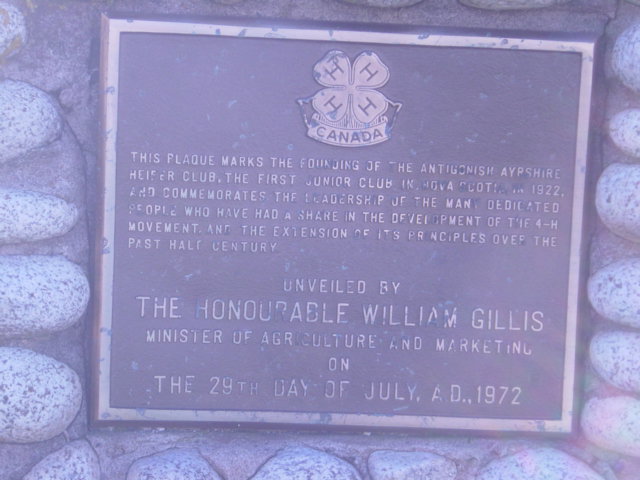 H H
H H
CANADA
THIS PLAQUE MARKS THE FOUNDING OF THE ANTIGONISH AYRSHIRE
HEIFER CLUB, THE FIRST JUNIOR CLUB IN NOVA SCOTIA IN 1922,
AND COMMEMORATES THE LEADERSHIP OF THE MANY DEDICATED
PEOPLE WHO HAVE HAD A SHARE IN THE DEVELOPMENT OF THE 4-H
MOVEMENT, AND THE EXTENSION OF ITS PRINCIPLES OVER THE
PAST HALF CENTURY
UNVEILED BY
THE HONOURABLE WILLIAM GILLIS
MINISTER OF AGRICULTURE AND MARKETING
ON
THE 29TH DAY OF JULY, A.D., 1972